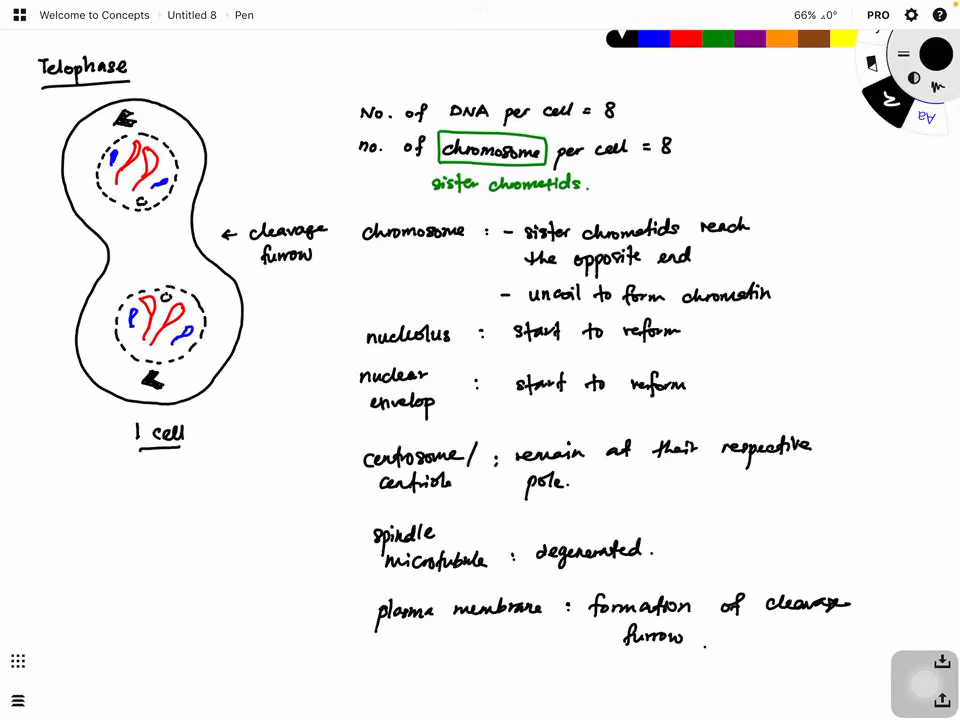 Welcome to Concepts › Untitled 8 › Pen
66% ⊿0° PRO
Aa
Telophase
No. of DNA per cell = 8
no. of chromosome per cell = 8
sister chromatids.
← cleavage
furrow
chromosome : - sister chromatids reach
the opposite end
- uncoil to form chromatin
nucleolus : start to reform
nuclear
envelop : start to reform
1 cell
centrosome/
centriole : remain at their respective
pole.
spindle
microtubule : degenerated.
plasma membrane : formation of cleavage
furrow.